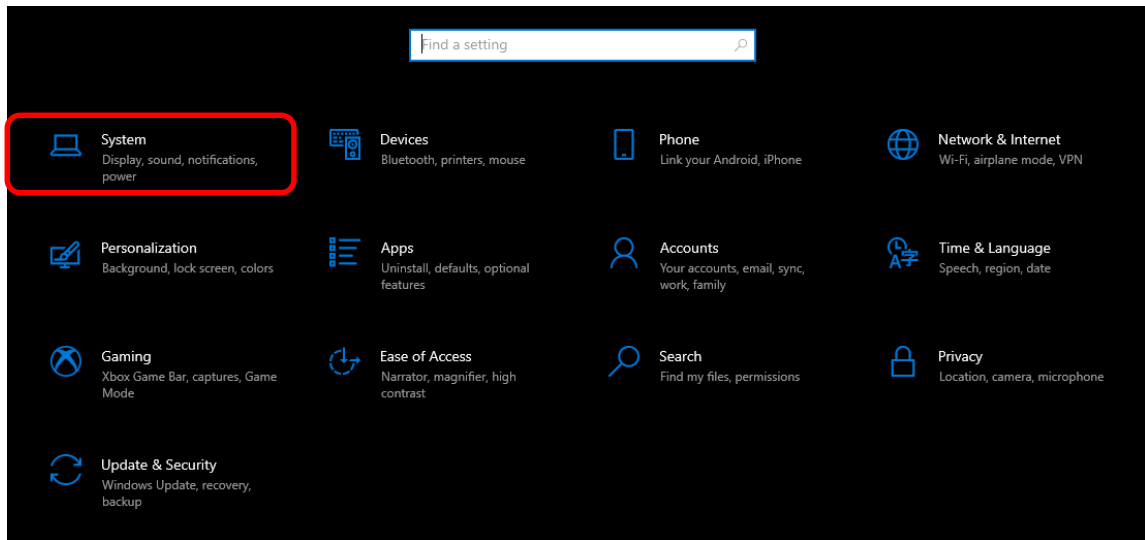 Find a setting
System
Display, sound, notifications,
power
Devices
Bluetooth, printers, mouse
Phone
Link your Android, iPhone
Network & Internet
Wi-Fi, airplane mode, VPN
Personalization
Background, lock screen, colors
Apps
Uninstall, defaults, optional
features
Accounts
Your accounts, email, sync,
work, family
Time & Language
Speech, region, date
Gaming
Xbox Game Bar, captures, Game
Mode
Ease of Access
Narrator, magnifier, high
contrast
Search
Find my files, permissions
Privacy
Location, camera, microphone
Update & Security
Windows Update, recovery,
backup